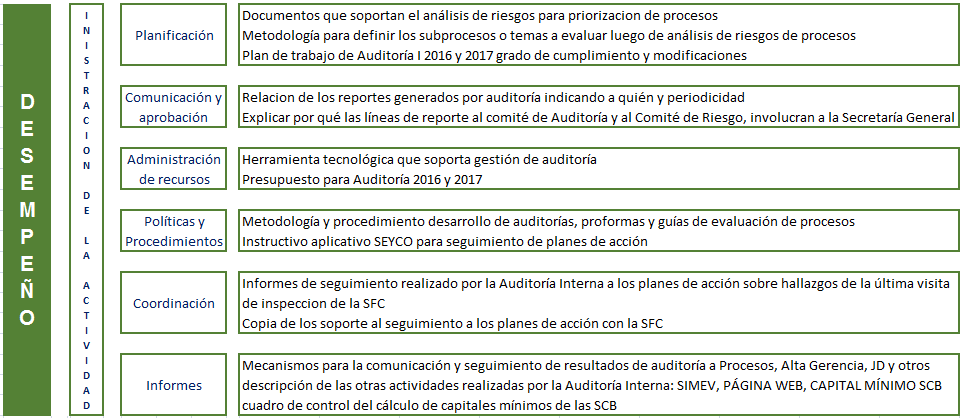 DESEMPEÑO
INISTRACION DE LA ACTIVIDAD
Planificación
Documentos que soportan el análisis de riesgos para priorizacion de procesos
Metodología para definir los subprocesos o temas a evaluar luego de análisis de riesgos de procesos
Plan de trabajo de Auditoría I 2016 y 2017 grado de cumplimiento y modificaciones
Comunicación y
aprobación
Relacion de los reportes generados por auditoría indicando a quién y periodicidad
Explicar por qué las líneas de reporte al comité de Auditoría y al Comité de Riesgo, involucran a la Secretaría General
Administración
de recursos
Herramienta tecnológica que soporta gestión de auditoría
Presupuesto para Auditoría 2016 y 2017
Políticas y
Procedimientos
Metodología y procedimiento desarrollo de auditorías, proformas y guías de evaluación de procesos
Instructivo aplicativo SEYCO para seguimiento de planes de acción
Coordinación
Informes de seguimiento realizado por la Auditoría Interna a los planes de acción sobre hallazgos de la última visita
de inspeccion de la SFC
Copia de los soporte al seguimiento a los planes de acción con la SFC
Informes
Mecanismos para la comunicación y seguimiento de resultados de auditoría a Procesos, Alta Gerencia, JD y otros
descripción de las otras actividades realizadas por la Auditoría Interna: SIMEV, PÁGINA WEB, CAPITAL MÍNIMO SCB
cuadro de control del cálculo de capitales mínimos de las SCB